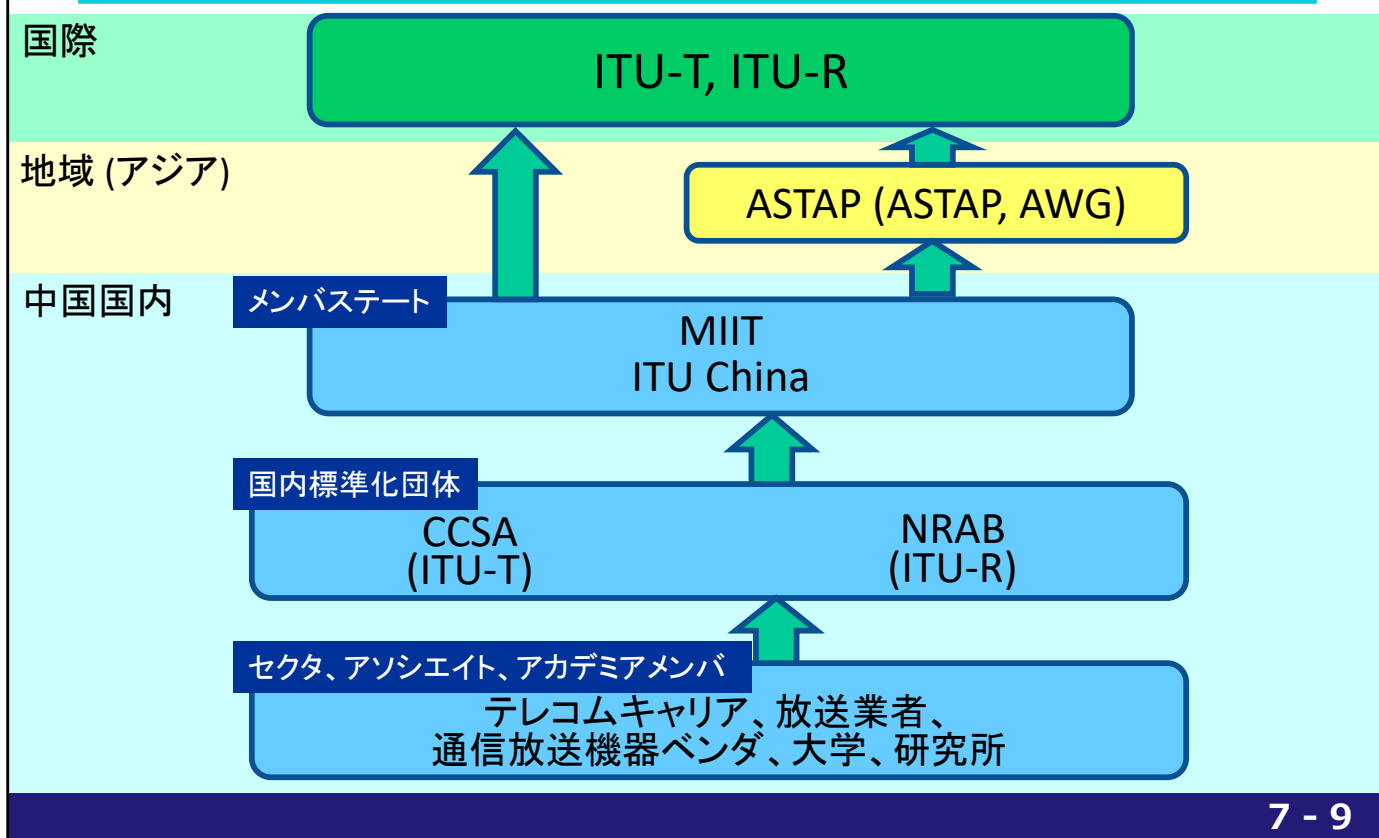 国際
ITU-T, ITU-R
地域 (アジア)
ASTAP (ASTAP, AWG)
中国国内
メンバステート
MIIT
ITU China
国内標準化団体
CCSA
(ITU-T)
NRAB
(ITU-R)
セクタ、アソシエイト、アカデミアメンバ
テレコムキャリア、放送業者、
通信放送機器ベンダ、大学、研究所
7 - 9